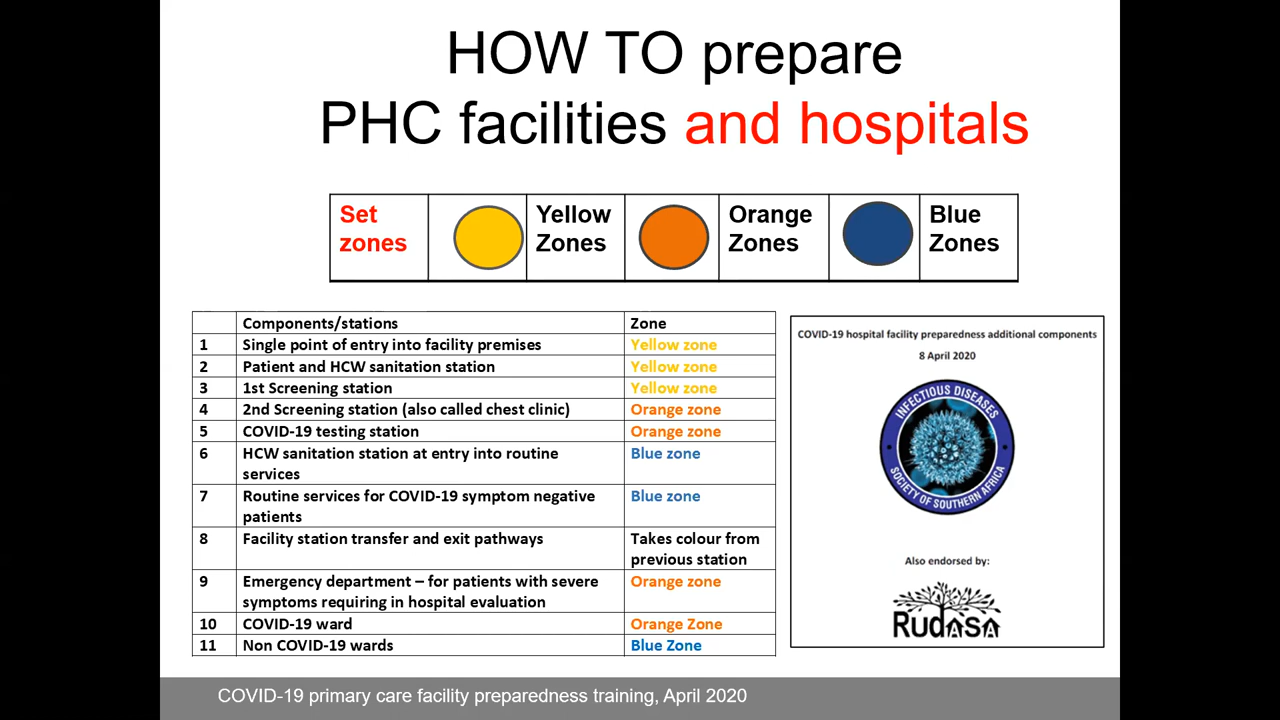 HOW TO prepare
PHC facilities and hospitals
Set
zones
Yellow
Zones
Orange
Zones
Blue
Zones
Components/stations Zone
1 Single point of entry into facility premises Yellow zone
2 Patient and HCW sanitation station Yellow zone
3 1st Screening station Yellow zone
4 2nd Screening station (also called chest clinic) Orange zone
5 COVID-19 testing station Orange zone
6 HCW sanitation station at entry into routine Blue zone
services
7 Routine services for COVID-19 symptom negative Blue zone
patients
8 Facility station transfer and exit pathways Takes colour from
previous station
9 Emergency department – for patients with severe Orange zone
symptoms requiring in hospital evaluation
10 COVID-19 ward Orange Zone
11 Non COVID-19 wards Blue Zone
COVID-19 hospital facility preparedness additional components
8 April 2020
INFECTIOUS DISEASES
SOCIETY OF SOUTHERN AFRICA
Also endorsed by:
RudASA
COVID-19 primary care facility preparedness training, April 2020